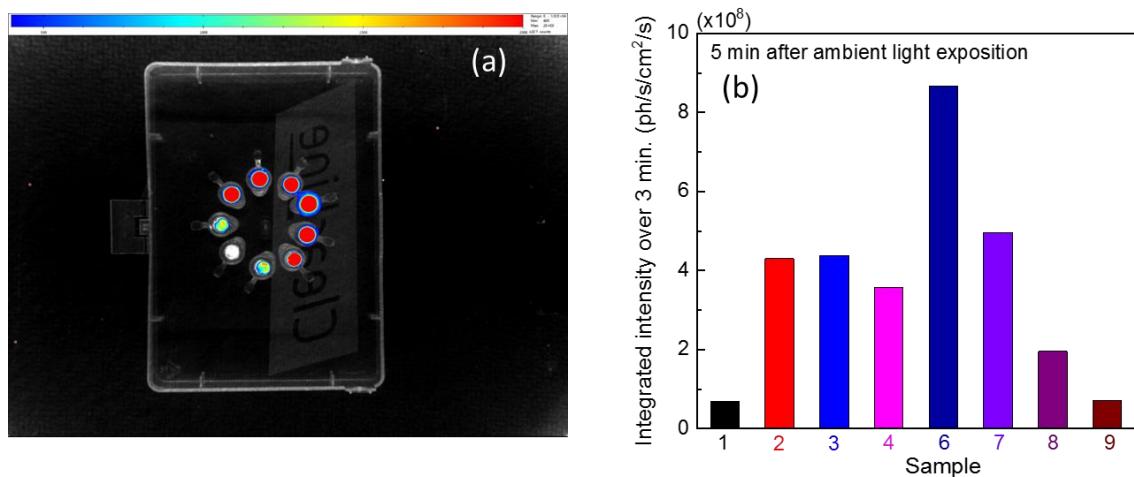 (a)
Clearline
(x10⁸)
10
8
6
4
2
0
Integrated intensity over 3 min. (ph/s/cm²/s)
5 min after ambient light exposition
(b)
1 2 3 4 6 7 8 9
Sample